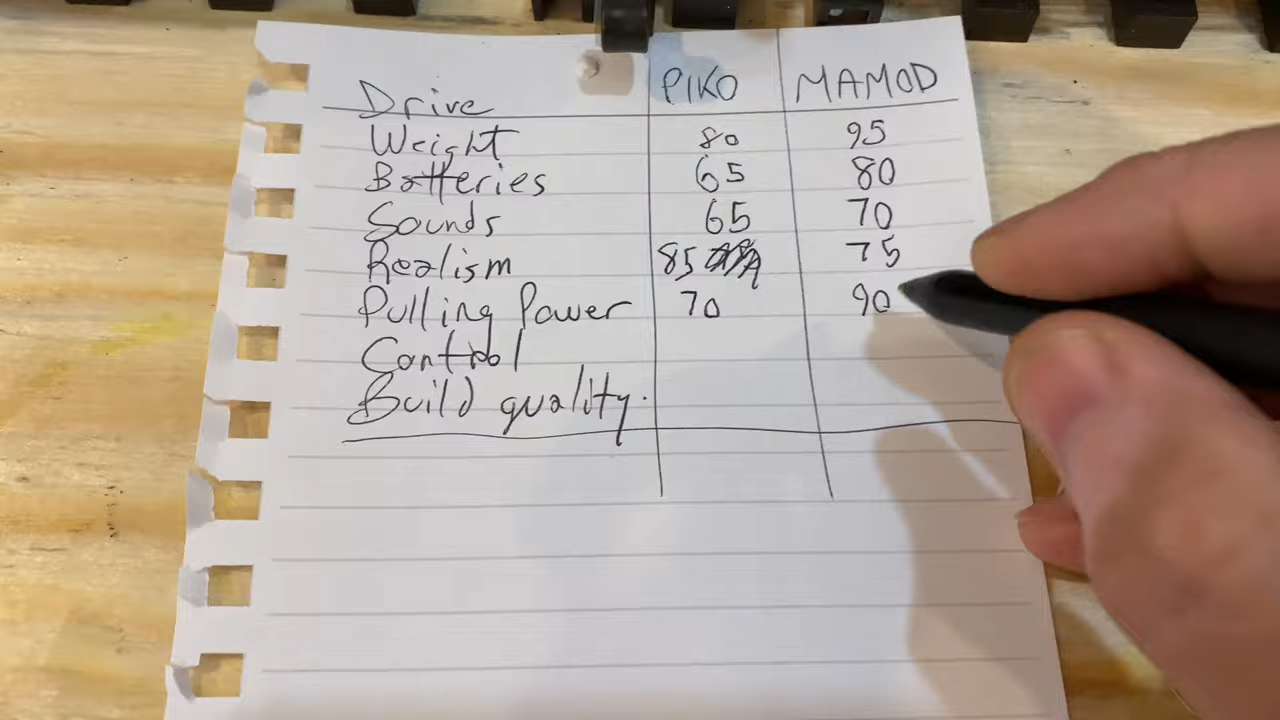 Drive PIKO MAMOD
Weight 80 95
Batteries 65 80
Sounds 65 70
Realism 85 75
Pulling Power 70 90
Control
Build quality.